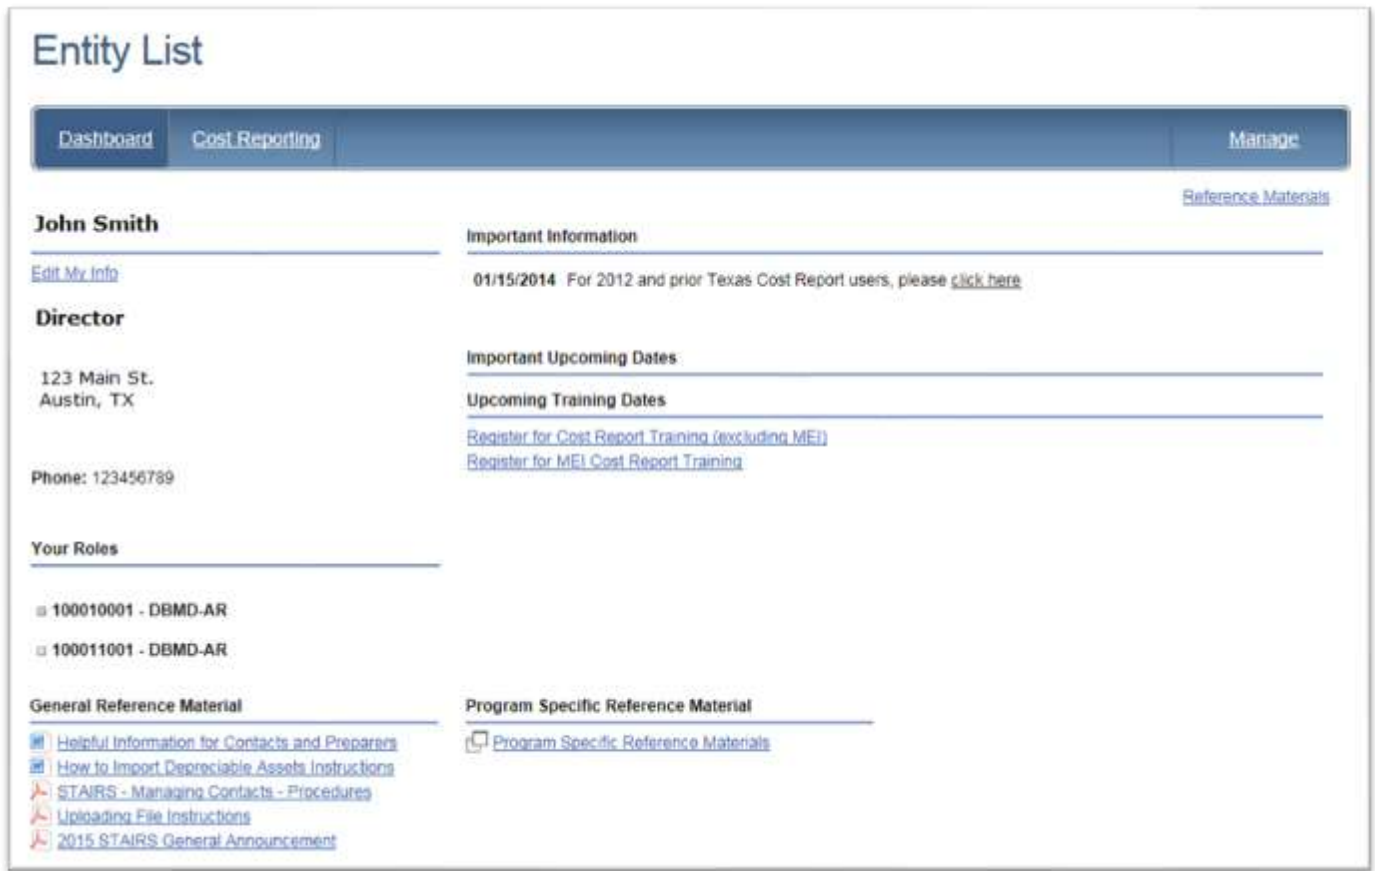 Entity List
Dashboard
Cost Reporting
Manage
Reference Materials
John Smith
Edit My Info
Director
123 Main St.
Austin, TX
Phone: 123456789
Your Roles
100010001 - DBMD-AR
100011001 - DBMD-AR
Important Information
01/15/2014 For 2012 and prior Texas Cost Report users, please click here
Important Upcoming Dates
Upcoming Training Dates
Register for Cost Report Training (excluding MEI)
Register for MEI Cost Report Training
General Reference Material
Helpful Information for Contacts and Preparers
How to Import Depreciable Assets Instructions
STAIRS - Managing Contacts - Procedures
Uploading File Instructions
2015 STAIRS General Announcement
Program Specific Reference Material
Program Specific Reference Materials